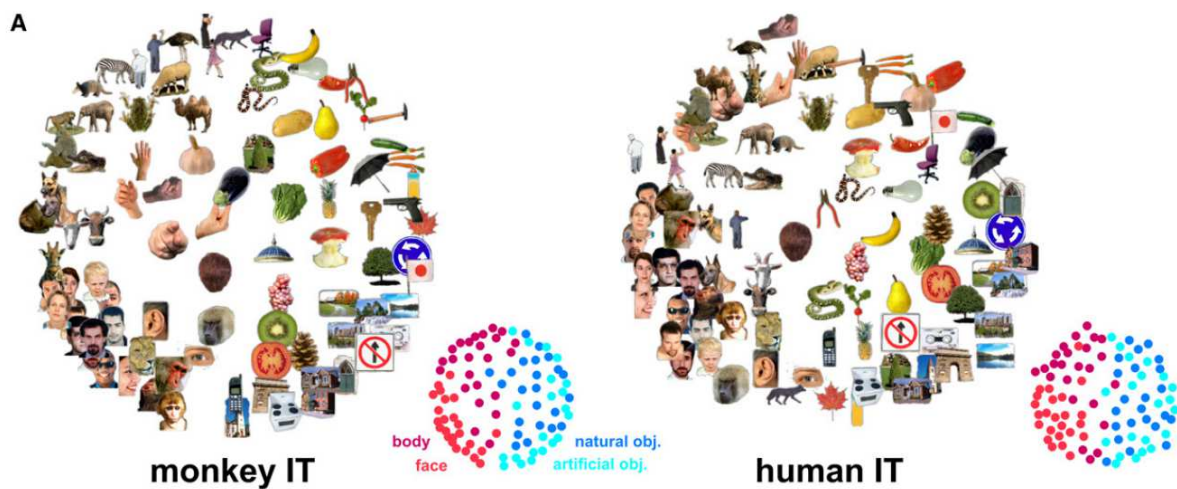 A
body
face
natural obj.
artificial obj.
monkey IT
human IT